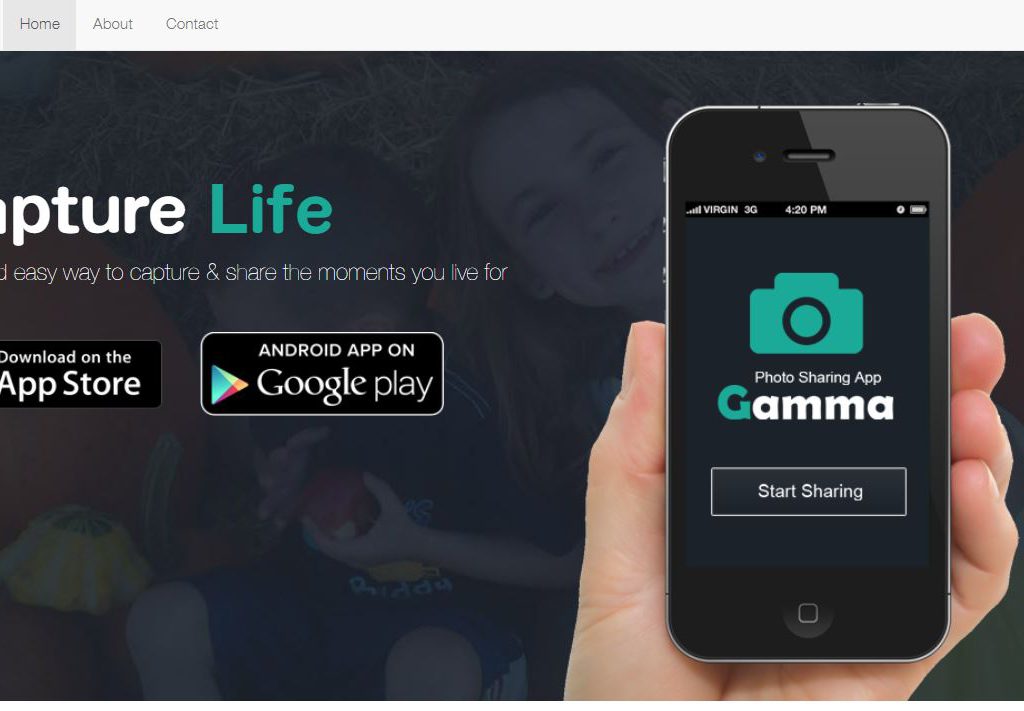 Home About Contact
apture Life
d easy way to capture & share the moments you live for
Download on the
App Store
ANDROID APP ON
Google play
VIRGIN 3G 4:20 PM
Photo Sharing App
Gamma
Start Sharing